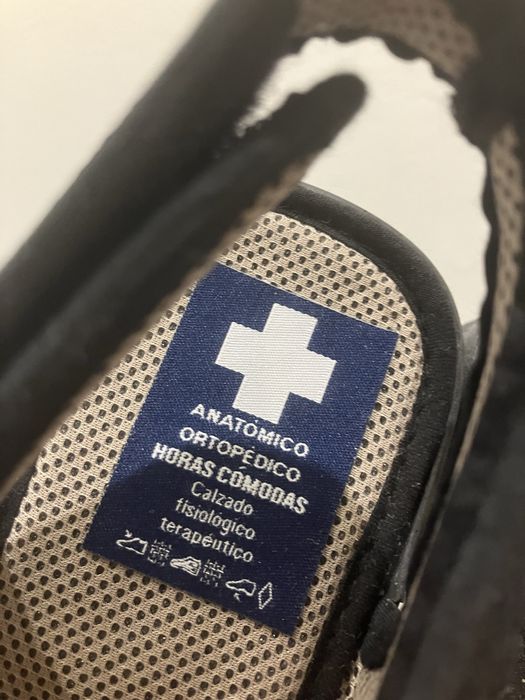 ANATÓMICO
ORTOPÉDICO
HORAS CÓMODAS
Calzado
fisiológico
terapéutico